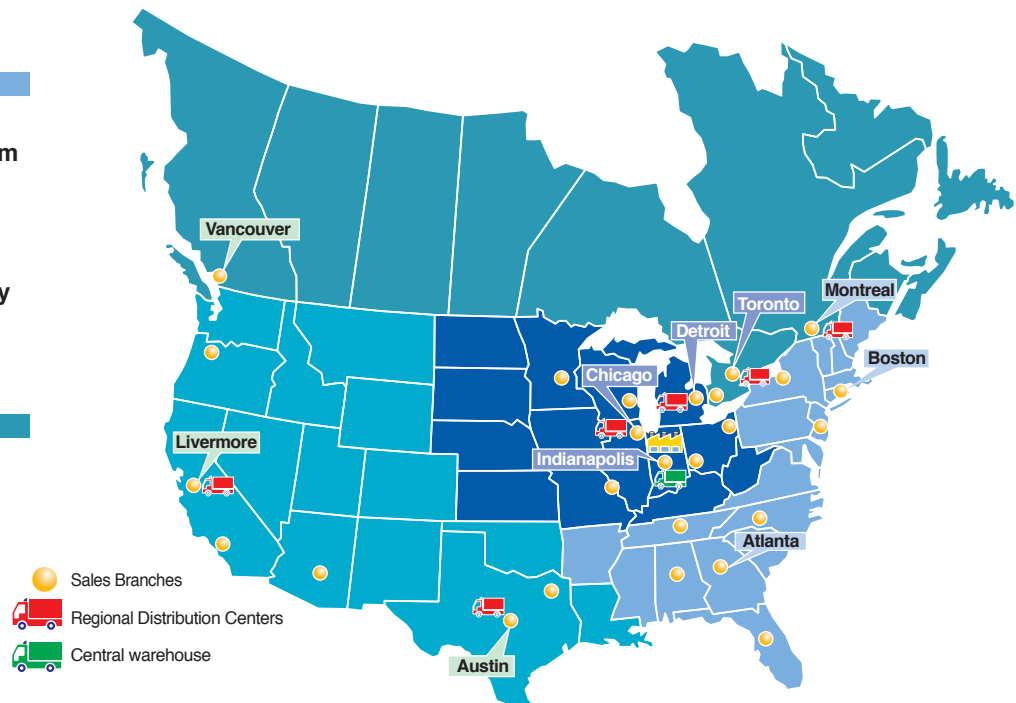 m
y
Vancouver
Montreal
Toronto
Detroit
Boston
Chicago
Livermore
Indianapolis
Atlanta
Sales Branches
Regional Distribution Centers
Central warehouse
Austin